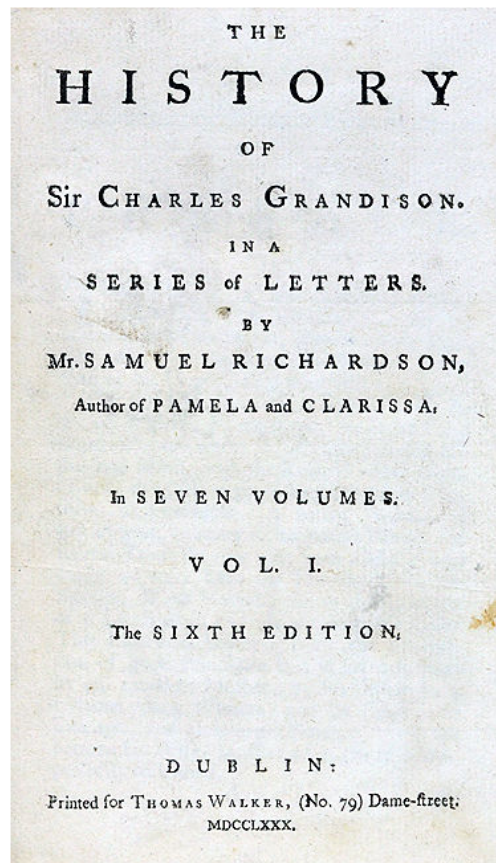 THE
HISTORY
OF
Sir CHARLES GRANDISON.
IN A
SERIES of LETTERS.
BY
Mr. SAMUEL RICHARDSON,
Author of PAMELA and CLARISSA.
In SEVEN VOLUMES.
VOL. I.
The SIXTH EDITION.
DUBLIN:
Printed for THOMAS WALKER, (No. 79) Dame-ſtreet.
MDCCLXXX.